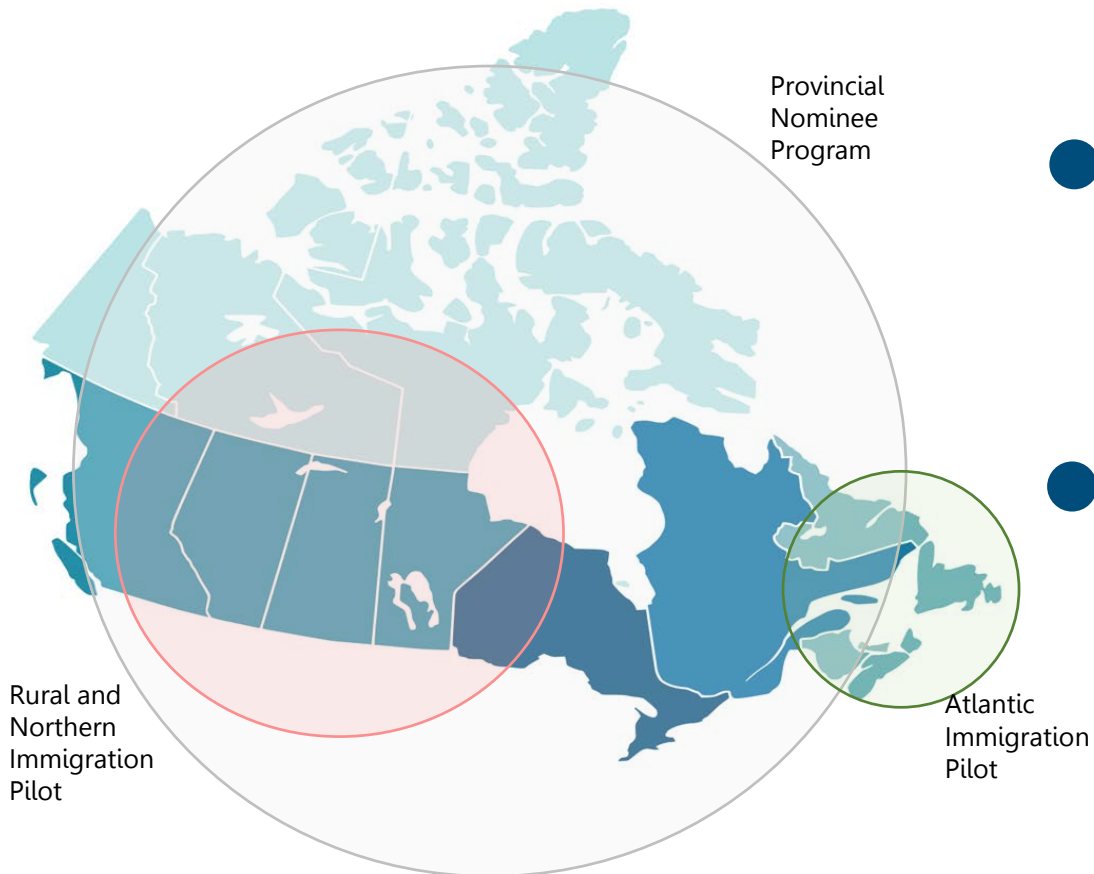 Provincial
Nominee
Program
Rural and
Northern
Immigration
Pilot
Atlantic
Immigration
Pilot